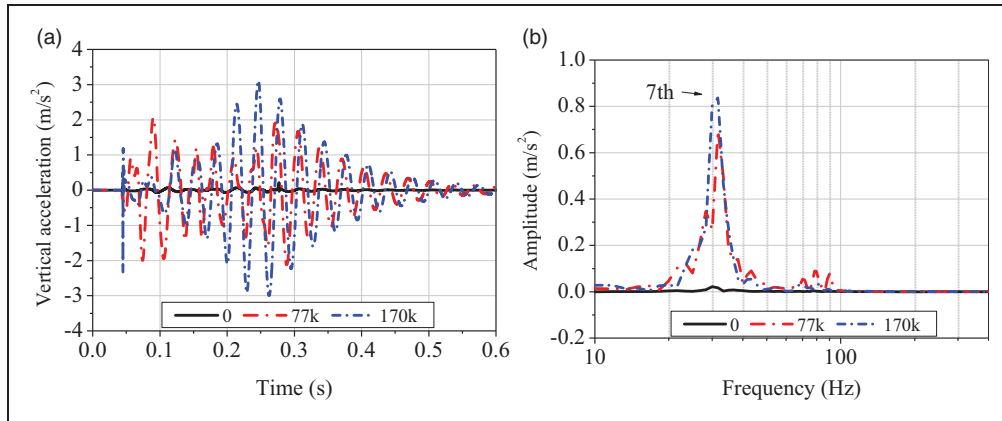 (a)
Vertical acceleration (m/s²)
4
3
2
1
0
-1
-2
-3
-4
0 77k 170k
0.0 0.1 0.2 0.3 0.4 0.5 0.6
Time (s)
(b)
Amplitude (m/s²)
1.0
0.8
0.6
0.4
0.2
0.0
-0.2
7th
0 77k 170k
10 100
Frequency (Hz)